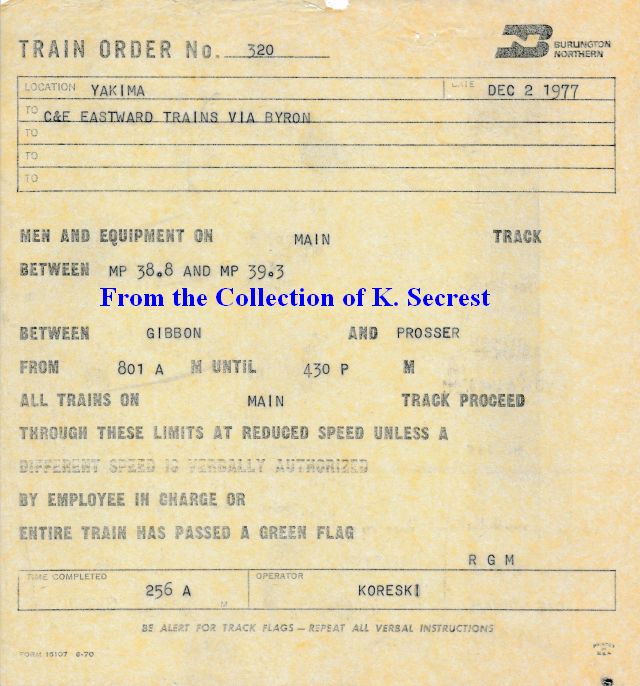 TRAIN ORDER No. 320
BURLINGTON
NORTHERN
LOCATION YAKIMA DATE DEC 2 1977
TO C&E EASTWARD TRAINS VIA BYRON
TO
TO
TO
MEN AND EQUIPMENT ON MAIN TRACK
BETWEEN MP 38.8 AND MP 39.3
From the Collection of K. Secrest
BETWEEN GIBBON AND PROSSER
FROM 801 A M UNTIL 430 P M
ALL TRAINS ON MAIN TRACK PROCEED
THROUGH THESE LIMITS AT REDUCED SPEED UNLESS A
DIFFERENT SPEED IS VERBALLY AUTHORIZED
BY EMPLOYEE IN CHARGE OR
ENTIRE TRAIN HAS PASSED A GREEN FLAG
R G M
TIME COMPLETED 256 A M OPERATOR KORESKI
BE ALERT FOR TRACK FLAGS — REPEAT ALL VERBAL INSTRUCTIONS
FORM 15107 6-70